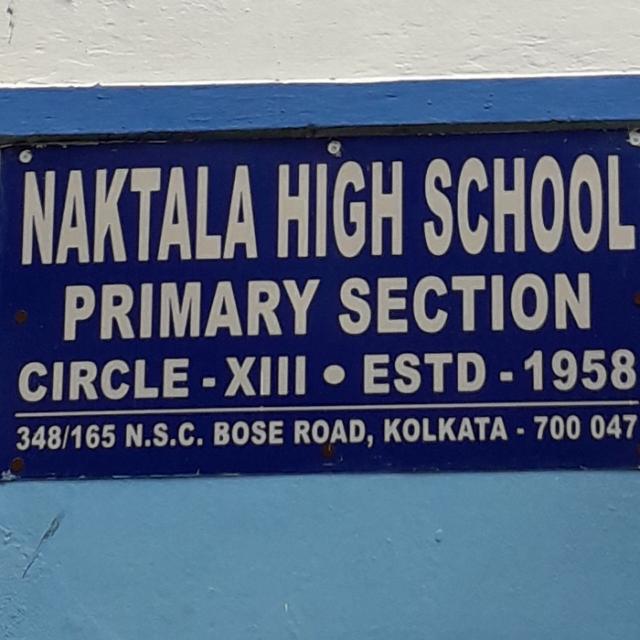 NAKTALA HIGH SCHOOL
PRIMARY SECTION
CIRCLE - XIII • ESTD - 1958
348/165 N.S.C. BOSE ROAD, KOLKATA - 700 047